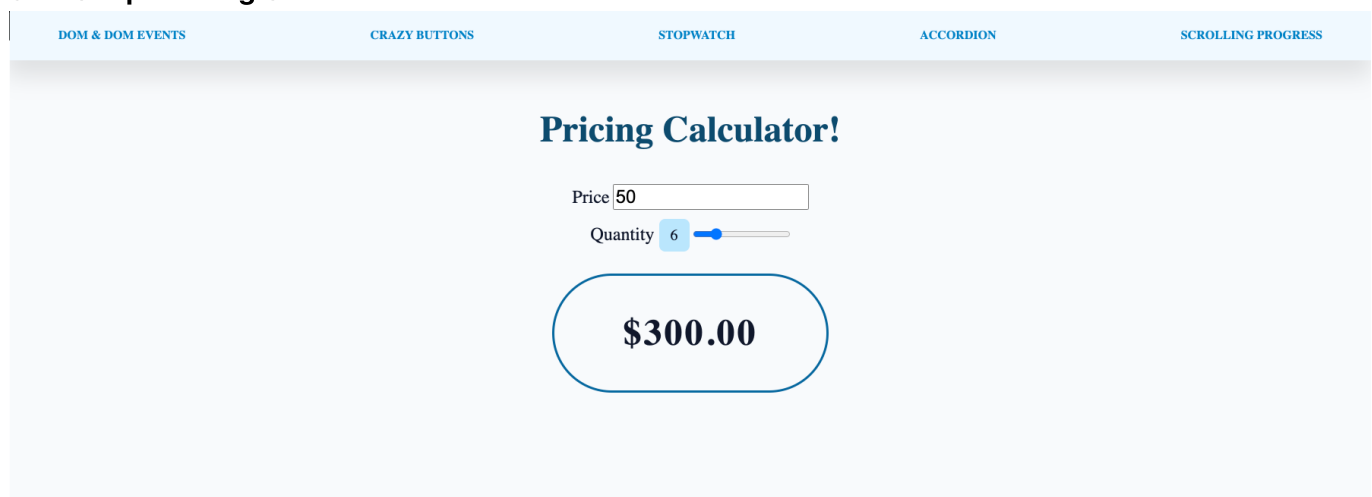 DOM & DOM EVENTS CRAZY BUTTONS STOPWATCH ACCORDION SCROLLING PROGRESS
Pricing Calculator!
Price 50
Quantity 6
$300.00